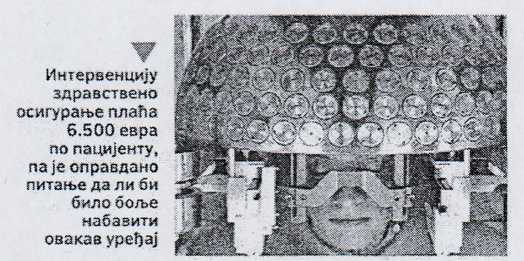 Интервенцију
здравствено
осигурање плаћа
6.500 евра
по пацијенту,
па је оправдано
питање да ли би
било боље
набавити
овакав уређај